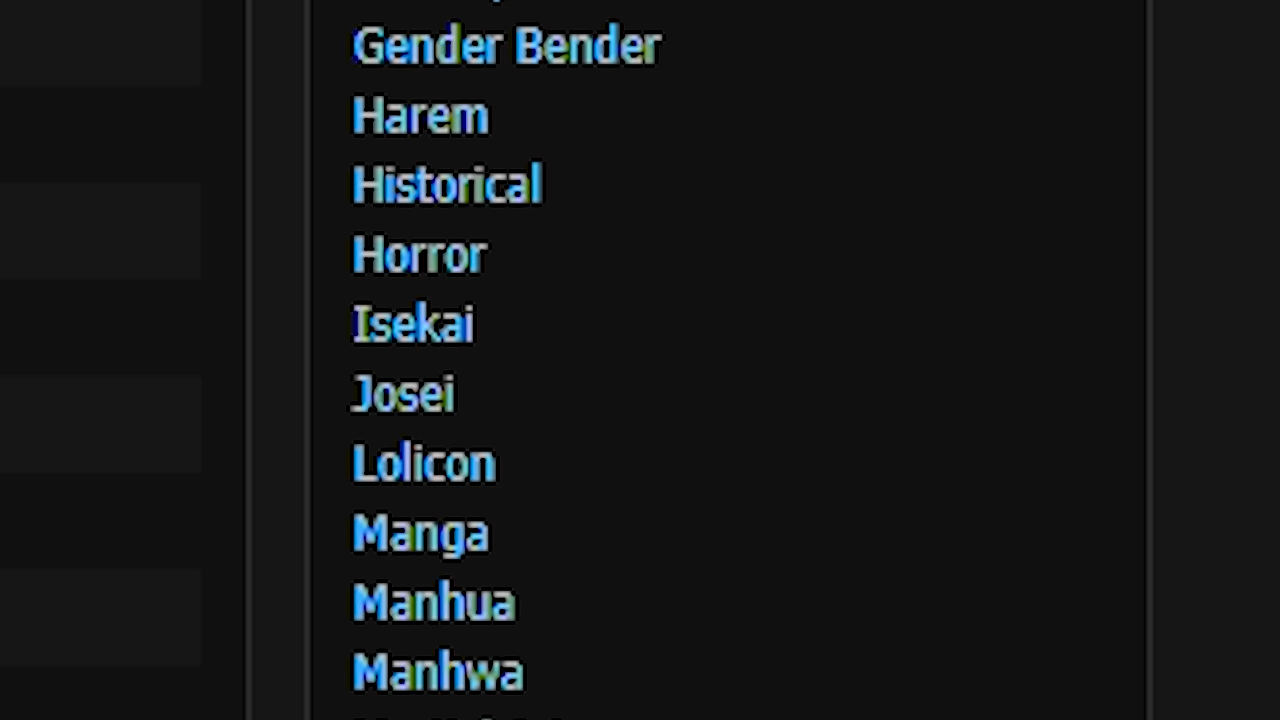 Gender Bender
Harem
Historical
Horror
Isekai
Josei
Lolicon
Manga
Manhua
Manhwa